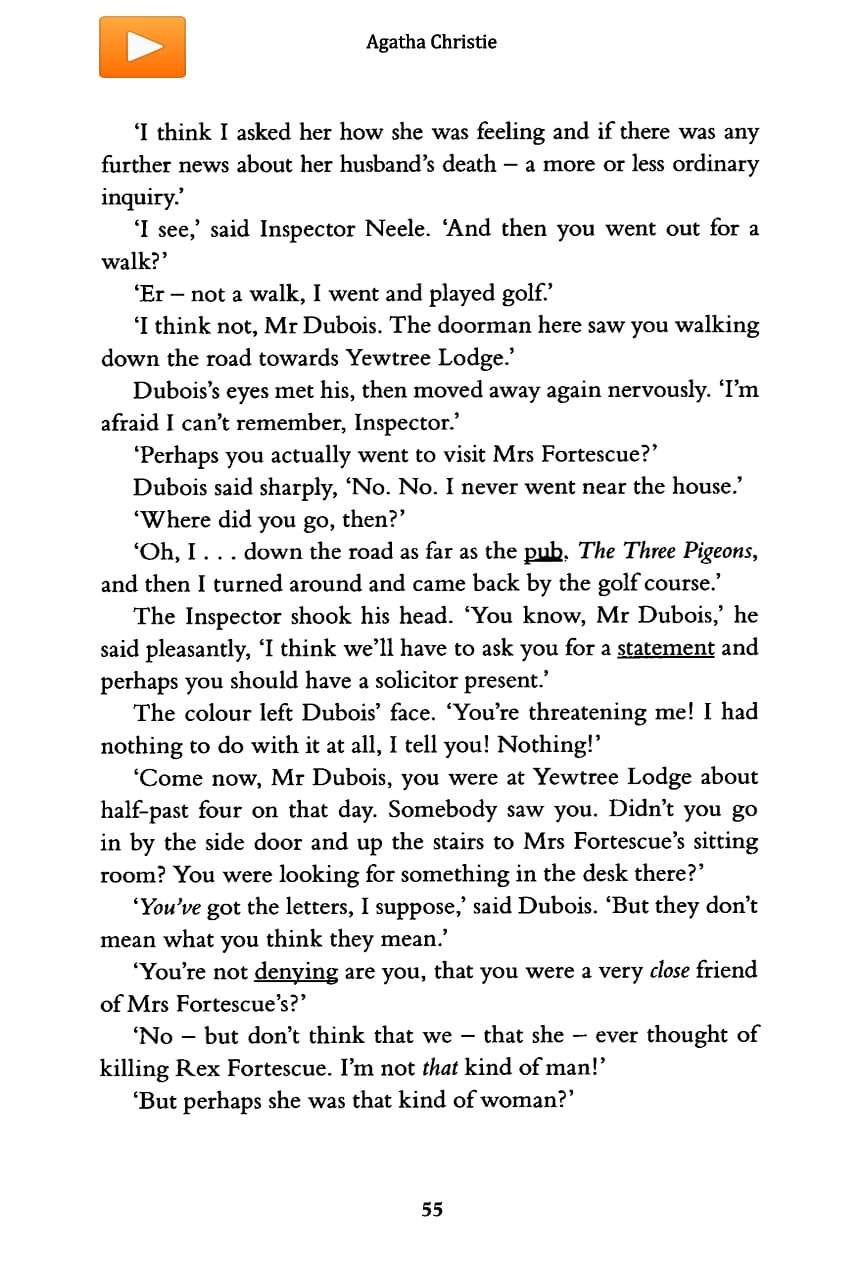 Agatha Christie
‘I think I asked her how she was feeling and if there was any
further news about her husband’s death – a more or less ordinary
inquiry.’
‘I see,’ said Inspector Neele. ‘And then you went out for a
walk?’
‘Er – not a walk, I went and played golf.’
‘I think not, Mr Dubois. The doorman here saw you walking
down the road towards Yewtree Lodge.’
Dubois’s eyes met his, then moved away again nervously. ‘I’m
afraid I can’t remember, Inspector.’
‘Perhaps you actually went to visit Mrs Fortescue?’
Dubois said sharply, ‘No. No. I never went near the house.’
‘Where did you go, then?’
‘Oh, I . . . down the road as far as the pub, The Three Pigeons,
and then I turned around and came back by the golf course.’
The Inspector shook his head. ‘You know, Mr Dubois,’ he
said pleasantly, ‘I think we’ll have to ask you for a statement and
perhaps you should have a solicitor present.’
The colour left Dubois’ face. ‘You’re threatening me! I had
nothing to do with it at all, I tell you! Nothing!’
‘Come now, Mr Dubois, you were at Yewtree Lodge about
half-past four on that day. Somebody saw you. Didn’t you go
in by the side door and up the stairs to Mrs Fortescue’s sitting
room? You were looking for something in the desk there?’
‘You’ve got the letters, I suppose,’ said Dubois. ‘But they don’t
mean what you think they mean.’
‘You’re not denying are you, that you were a very close friend
of Mrs Fortescue’s?’
‘No – but don’t think that we – that she – ever thought of
killing Rex Fortescue. I’m not that kind of man!’
‘But perhaps she was that kind of woman?’
55